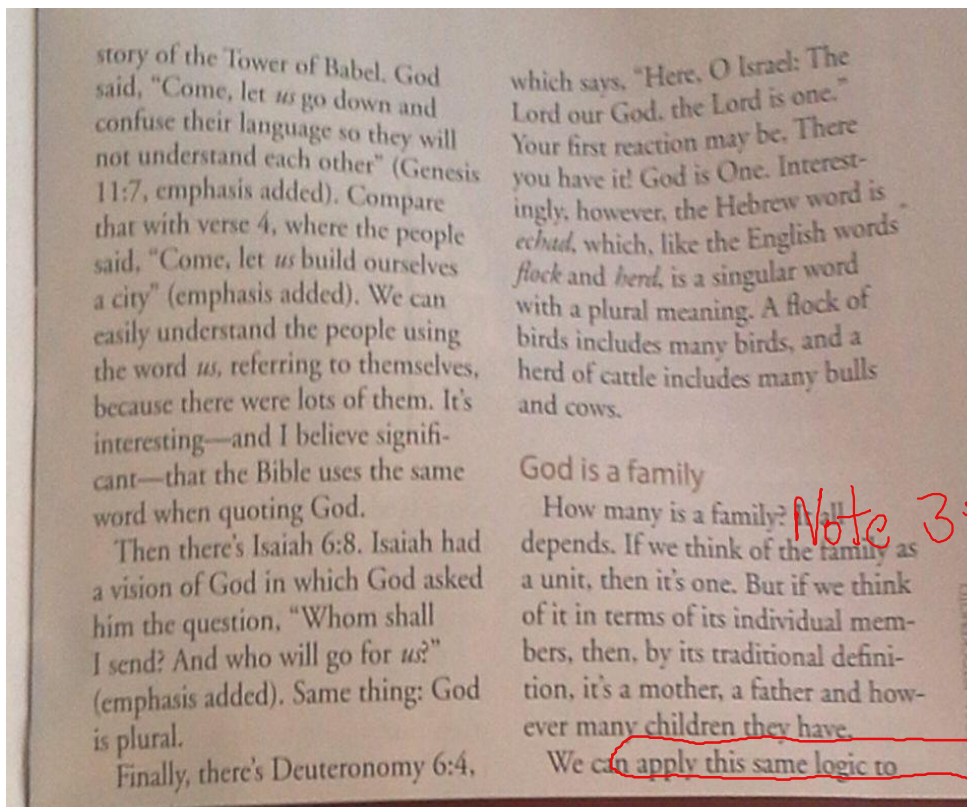 story of the Tower of Babel. God
said, “Come, let us go down and
confuse their language so they will
not understand each other” (Genesis
11:7, emphasis added). Compare
that with verse 4, where the people
said, “Come, let us build ourselves
a city” (emphasis added). We can
easily understand the people using
the word us, referring to themselves,
because there were lots of them. It’s
interesting—and I believe signifi-
cant—that the Bible uses the same
word when quoting God.
Then there’s Isaiah 6:8. Isaiah had
a vision of God in which God asked
him the question, “Whom shall
I send? And who will go for us?”
(emphasis added). Same thing: God
is plural.
Finally, there’s Deuteronomy 6:4,
which says, “Here, O Israel: The
Lord our God, the Lord is one.”
Your first reaction may be, There
you have it! God is One. Interest-
ingly, however, the Hebrew word is
echad, which, like the English words
flock and herd, is a singular word
with a plural meaning. A flock of
birds includes many birds, and a
herd of cattle includes many bulls
and cows.
God is a family
How many is a family? It all
Note 3
depends. If we think of the family as
a unit, then it’s one. But if we think
of it in terms of its individual mem-
bers, then, by its traditional defini-
tion, it’s a mother, a father and how-
ever many children they have.
We can apply this same logic to